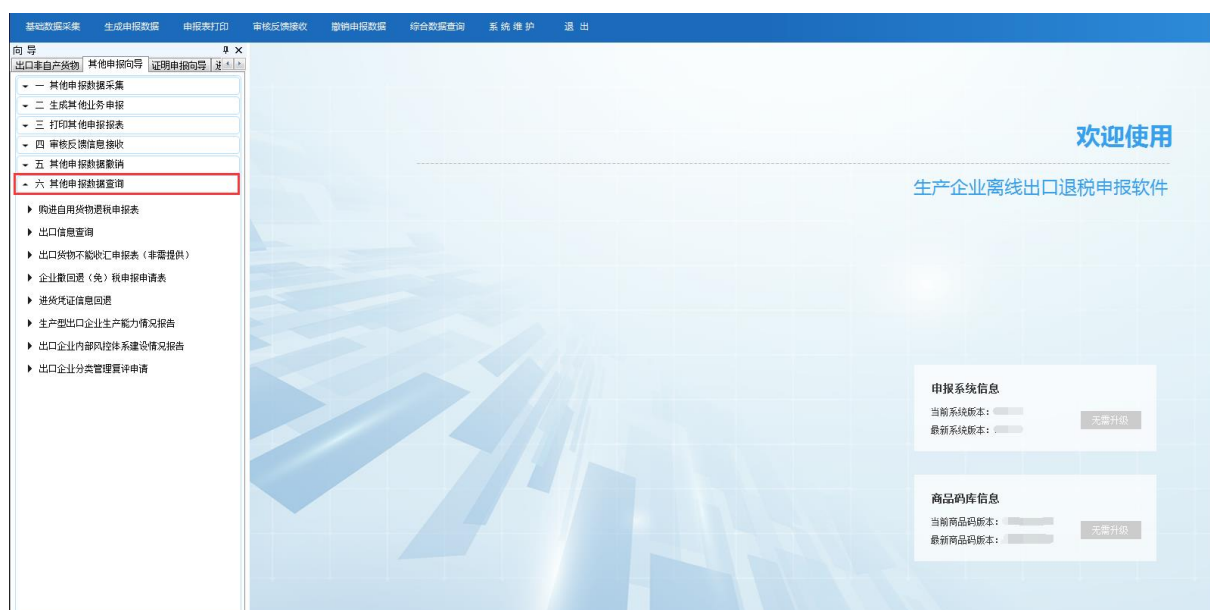 基础数据采集 生成申报数据 申报表打印 审核反馈接收 撤销申报数据 综合数据查询 系统维护 退出
向导
出口非自产货物 其他申报向导 证明申报向导
一 其他申报数据采集
二 生成其他业务申报
三 打印其他申报报表
四 审核反馈信息接收
五 其他申报数据撤销
六 其他申报数据查询
购进自用货物退税申报表
出口信息查询
出口货物不能收汇申报表（非需提供）
企业撤回退（免）税申报申请表
进货凭证信息回退
生产型出口企业生产能力情况报告
出口企业内部风控体系建设情况报告
出口企业分类管理复评申请
欢迎使用
生产企业离线出口退税申报软件
申报系统信息
当前系统版本：
最新系统版本：
无需升级
商品码库信息
当前商品码版本：
最新商品码版本：
无需升级